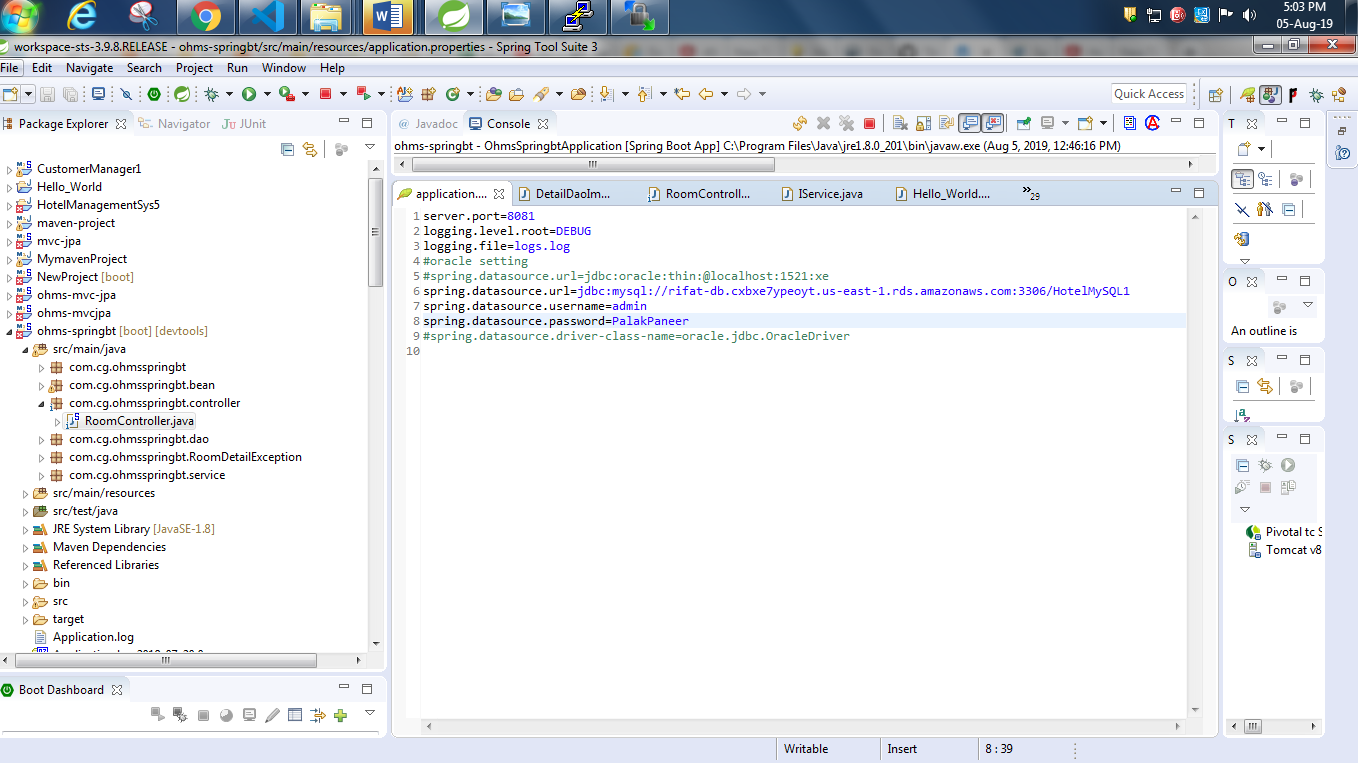 5:03 PM
05-Aug-19
workspace-sts-3.9.8.RELEASE - ohms-springbt/src/main/resources/application.properties - Spring Tool Suite 3
File Edit Navigate Search Project Run Window Help
Quick Access
Package Explorer Navigator JUnit
CustomerManager1
Hello_World
HotelManagementSys5
maven-project
mvc-jpa
MymavenProject
NewProject [boot]
ohms-mvc-jpa
ohms-mvcjpa
ohms-springbt [boot] [devtools]
src/main/java
com.cg.ohmsspringbt
com.cg.ohmsspringbt.bean
com.cg.ohmsspringbt.controller
RoomController.java
com.cg.ohmsspringbt.dao
com.cg.ohmsspringbt.RoomDetailException
com.cg.ohmsspringbt.service
src/main/resources
src/test/java
JRE System Library [JavaSE-1.8]
Maven Dependencies
Referenced Libraries
bin
src
target
Application.log
Boot Dashboard
@ Javadoc Console
ohms-springbt - OhmsSpringbtApplication [Spring Boot App] C:\Program Files\Java\jre1.8.0_201\bin\javaw.exe (Aug 5, 2019, 12:46:16 PM)
application.... DetailDaoIm... RoomControll... IService.java Hello_World.... »29
1 server.port=8081
2 logging.level.root=DEBUG
3 logging.file=logs.log
4 #oracle setting
5 #spring.datasource.url=jdbc:oracle:thin:@localhost:1521:xe
6 spring.datasource.url=jdbc:mysql://rifat-db.cxbxe7ypeoyt.us-east-1.rds.amazonaws.com:3306/HotelMySQL1
7 spring.datasource.username=admin
8 spring.datasource.password=PalakPaneer
9 #spring.datasource.driver-class-name=oracle.jdbc.OracleDriver
10
T
O
An outline is
S
S
Pivotal tc S
Tomcat v8
Writable Insert 8 : 39